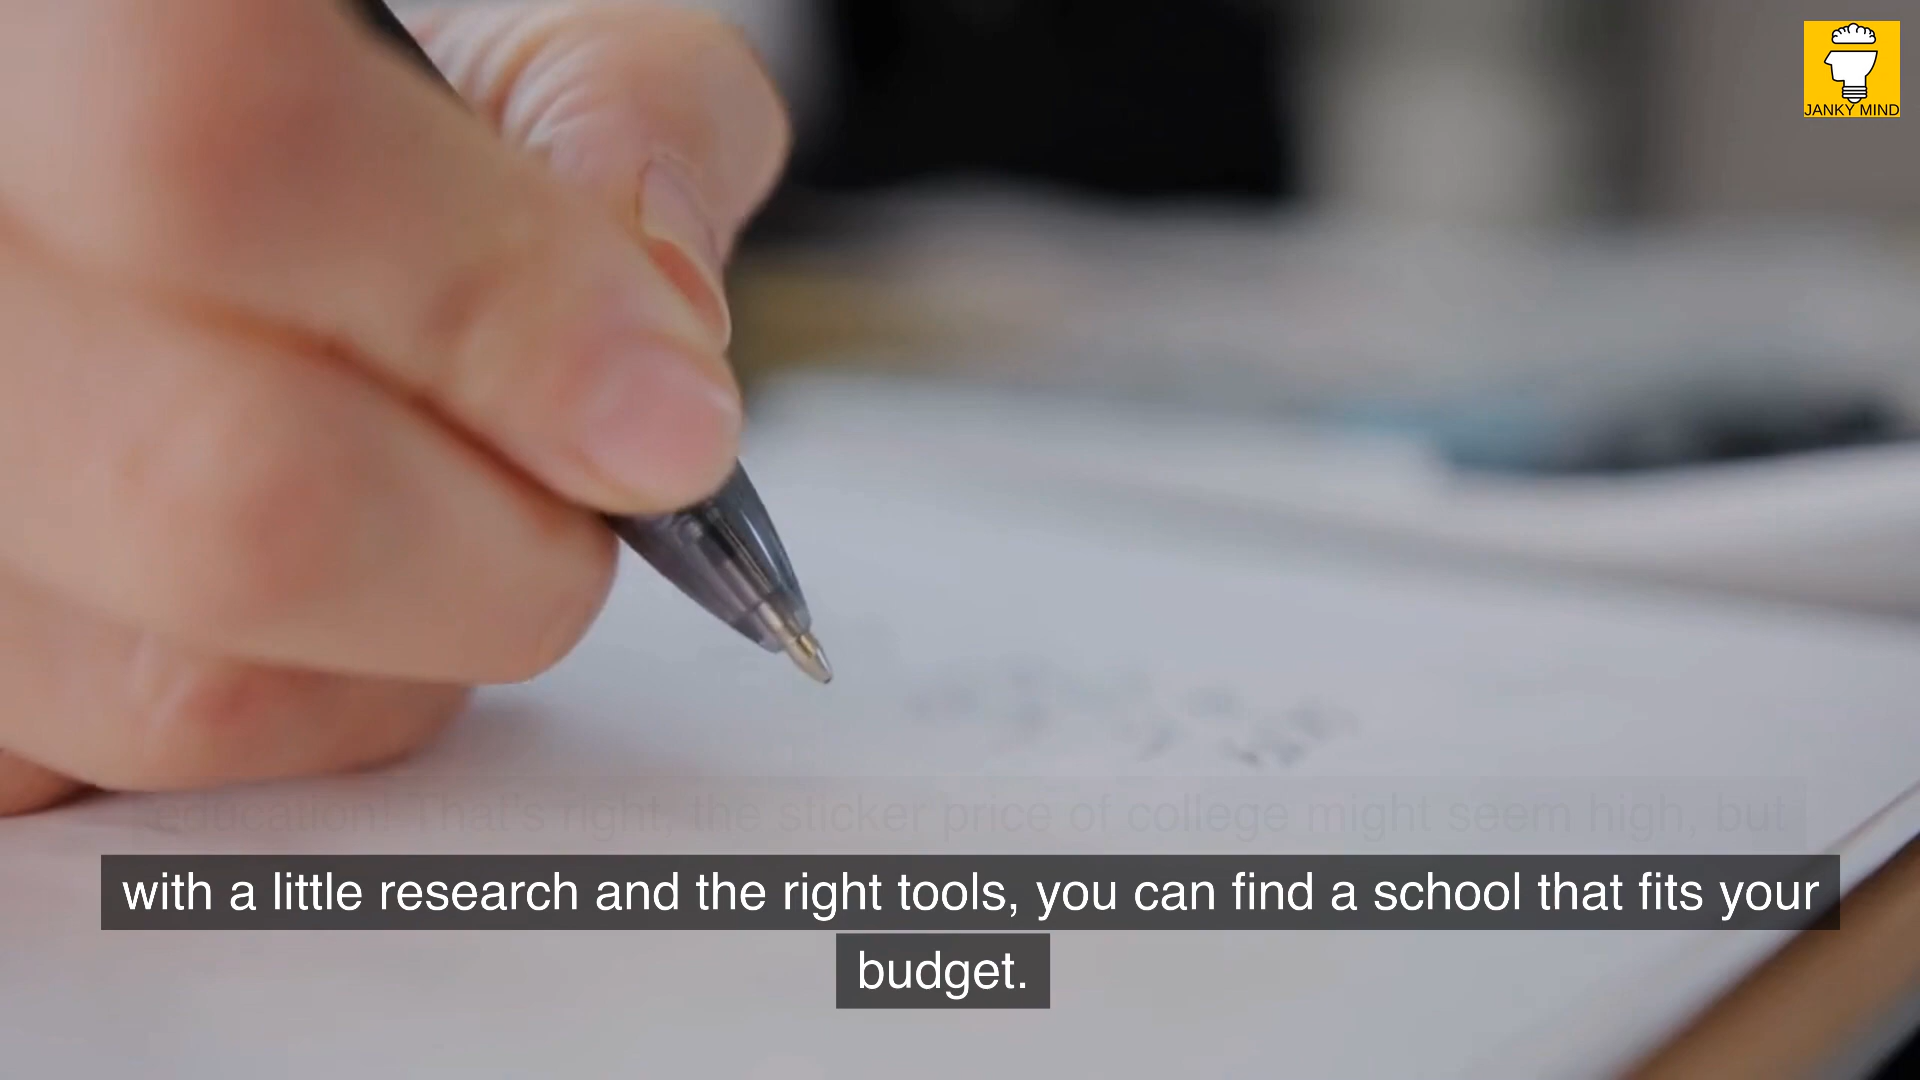 JANKY MIND
education! That's right, the sticker price of college might seem high, but
with a little research and the right tools, you can find a school that fits your
budget.